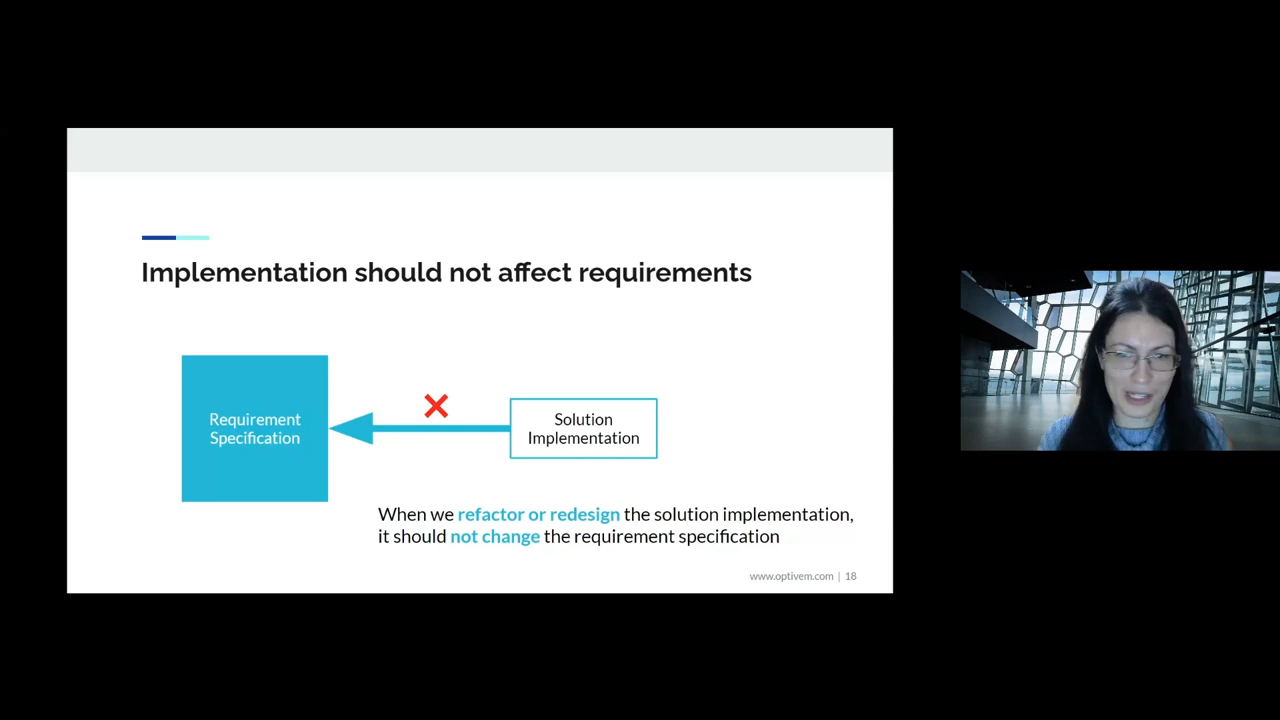 Implementation should not affect requirements
Requirement
Specification
Solution
Implementation
When we refactor or redesign the solution implementation,
it should not change the requirement specification
www.optivem.com | 18